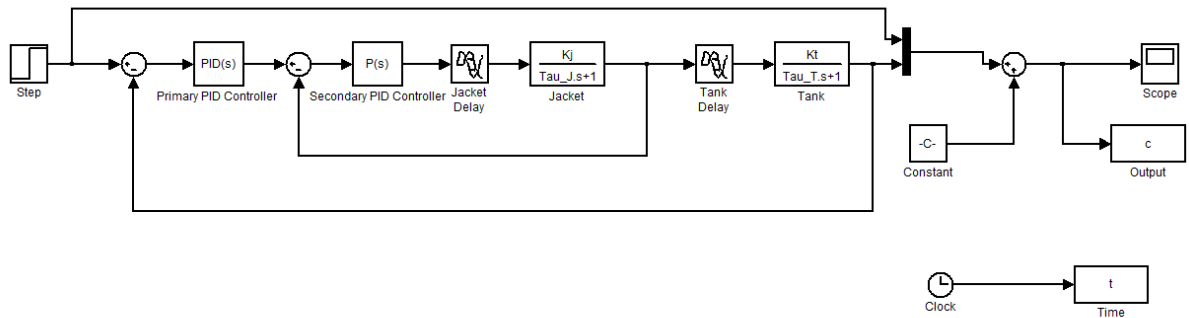 Step
PID(s)
Primary PID Controller
P(s)
Secondary PID Controller
Jacket
Delay
Kj
Tau_J.s+1
Jacket
Tank
Delay
Kt
Tau_T.s+1
Tank
Scope
-C-
Constant
c
Output
Clock
t
Time